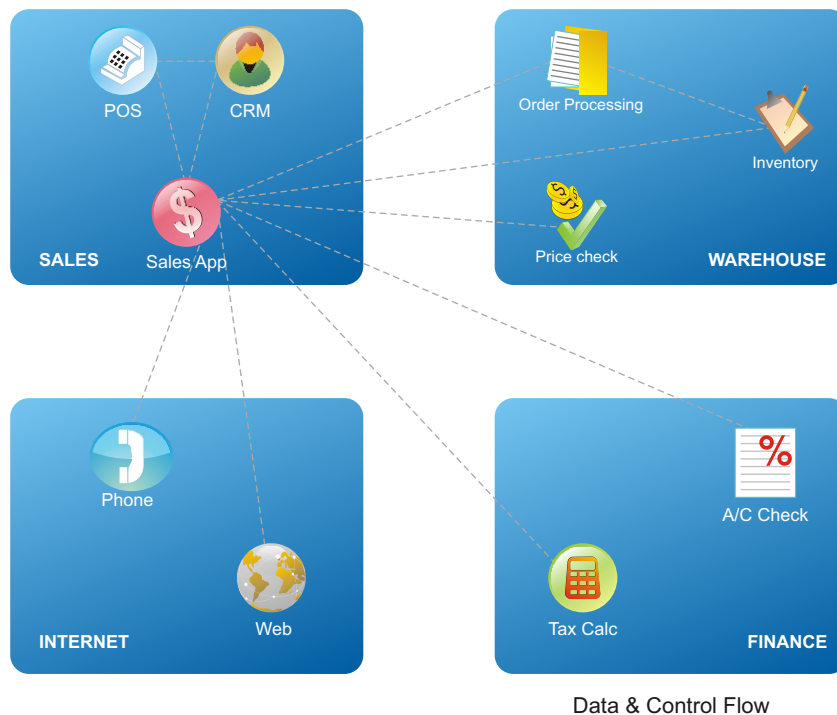 POS
CRM
SALES
Sales App
Order Processing
Inventory
Price check
WAREHOUSE
Phone
Web
INTERNET
A/C Check
Tax Calc
FINANCE
Data & Control Flow